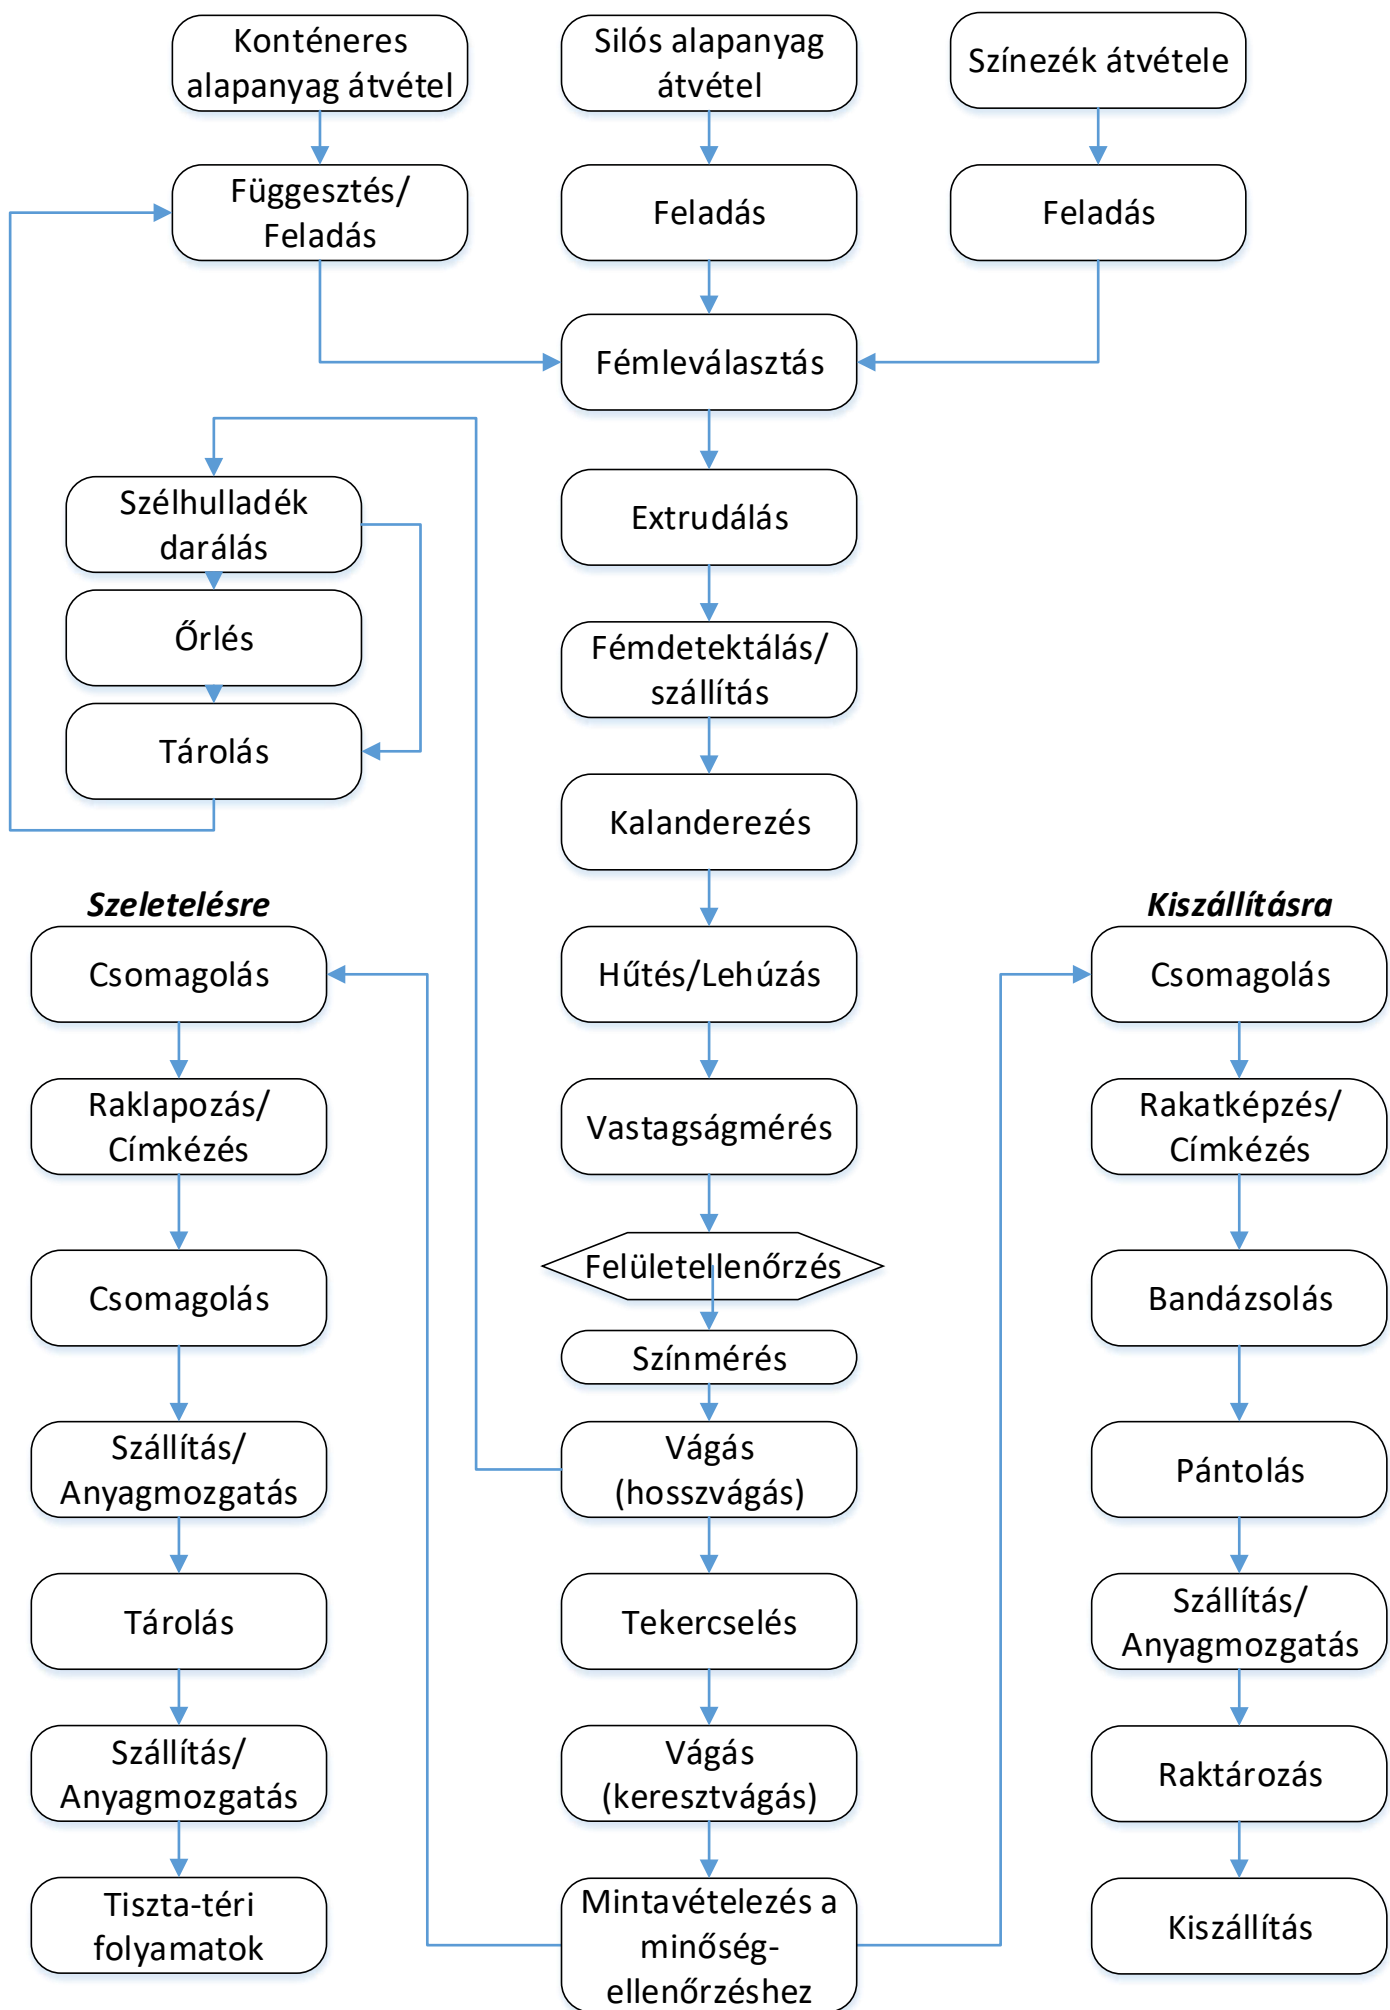 Konténeres
alapanyag átvétel
Silós alapanyag
átvétel
Színezék átvétele
Függesztés/
Feladás
Feladás
Feladás
Fémleválasztás
Szélhulladék
darálás
Extrudálás
Őrlés
Fémdetektálás/
szállítás
Tárolás
Kalanderezés
Szeletelésre
Kiszállításra
Csomagolás
Hűtés/Lehúzás
Csomagolás
Raklapozás/
Címkézés
Vastagságmérés
Rakatképzés/
Címkézés
Csomagolás
Felületellenőrzés
Bandázsolás
Színmérés
Szállítás/
Anyagmozgatás
Vágás
(hosszvágás)
Pántolás
Tárolás
Tekercselés
Szállítás/
Anyagmozgatás
Szállítás/
Anyagmozgatás
Vágás
(keresztvágás)
Raktározás
Tiszta-téri
folyamatok
Mintavételezés a
minőség-
ellenőrzéshez
Kiszállítás